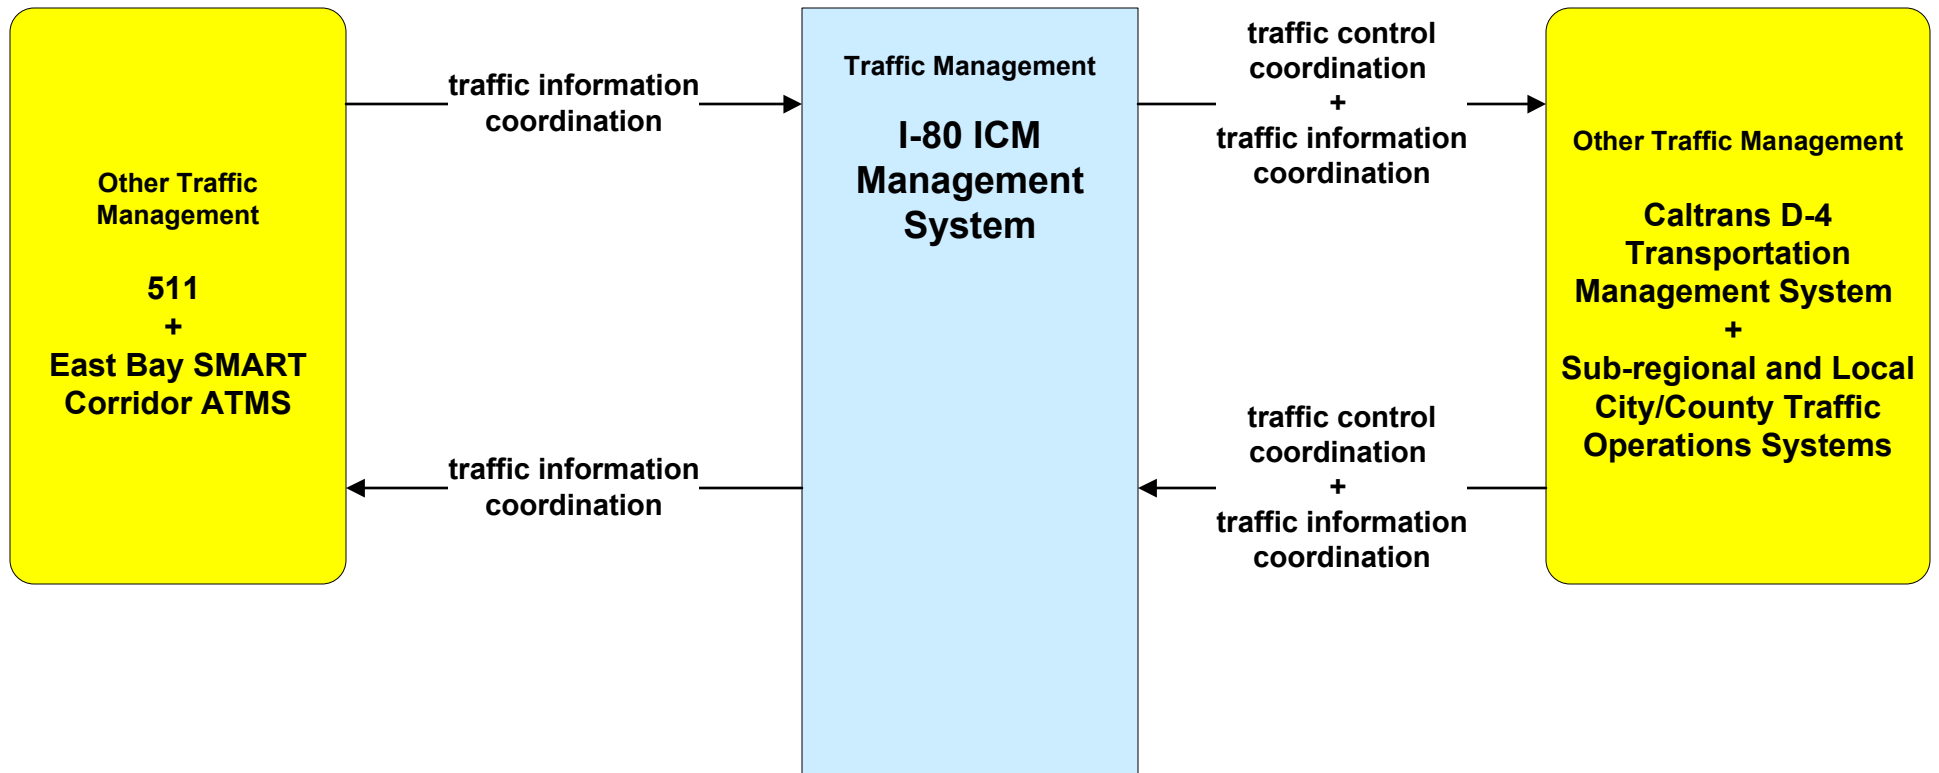 Other Traffic
Management
511
+
East Bay SMART
Corridor ATMS
traffic information
coordination
traffic information
coordination
Traffic Management
I-80 ICM
Management
System
traffic control
coordination
+
traffic information
coordination
traffic control
coordination
+
traffic information
coordination
Other Traffic Management
Caltrans D-4
Transportation
Management System
+
Sub-regional and Local
City/County Traffic
Operations Systems